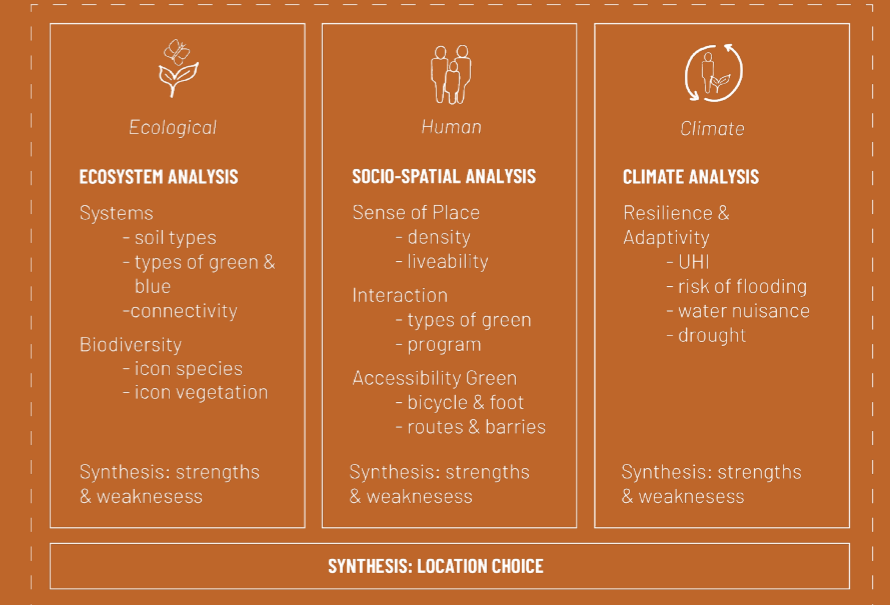 Ecological
ECOSYSTEM ANALYSIS
Systems
- soil types
- types of green &
blue
-connectivity
Biodiversity
- icon species
- icon vegetation
Synthesis: strengths
& weaknesess
Human
SOCIO-SPATIAL ANALYSIS
Sense of Place
- density
- liveability
Interaction
- types of green
- program
Accessibility Green
- bicycle & foot
- routes & barries
Synthesis: strengths
& weaknesess
Climate
CLIMATE ANALYSIS
Resilience &
Adaptivity
- UHI
- risk of flooding
- water nuisance
- drought
Synthesis: strengths
& weaknesess
SYNTHESIS: LOCATION CHOICE